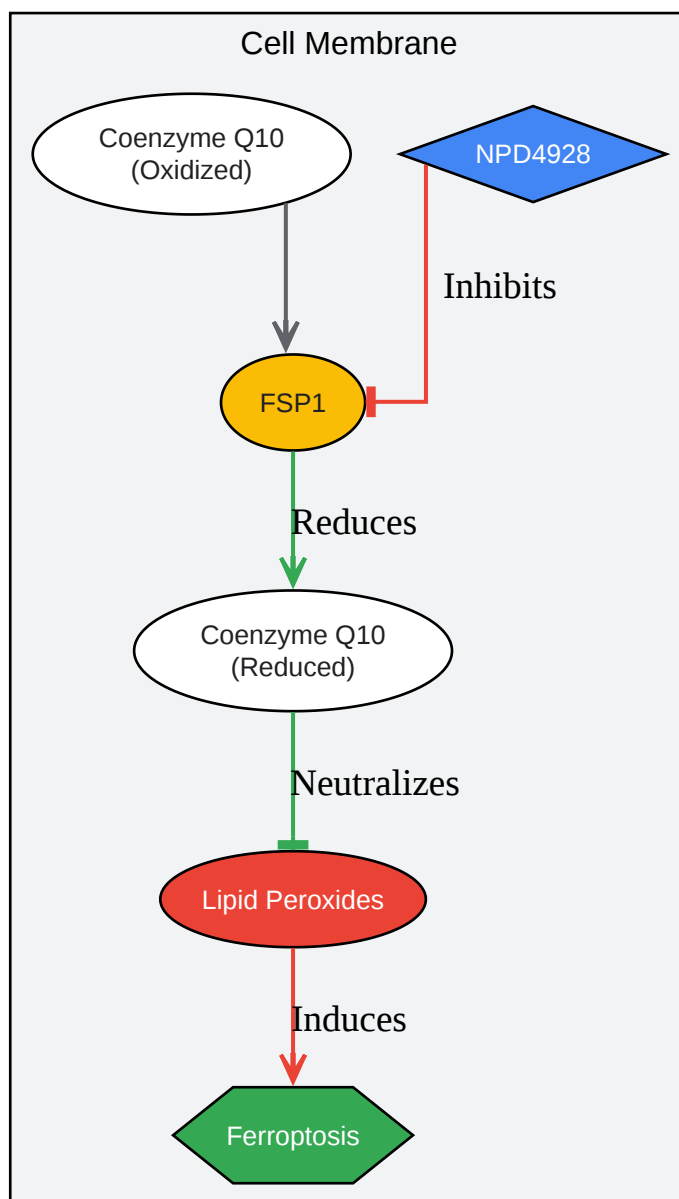 Cell Membrane
Coenzyme Q10
(Oxidized)
NPD4928
Inhibits
FSP1
Reduces
Coenzyme Q10
(Reduced)
Neutralizes
Lipid Peroxides
Induces
Ferroptosis